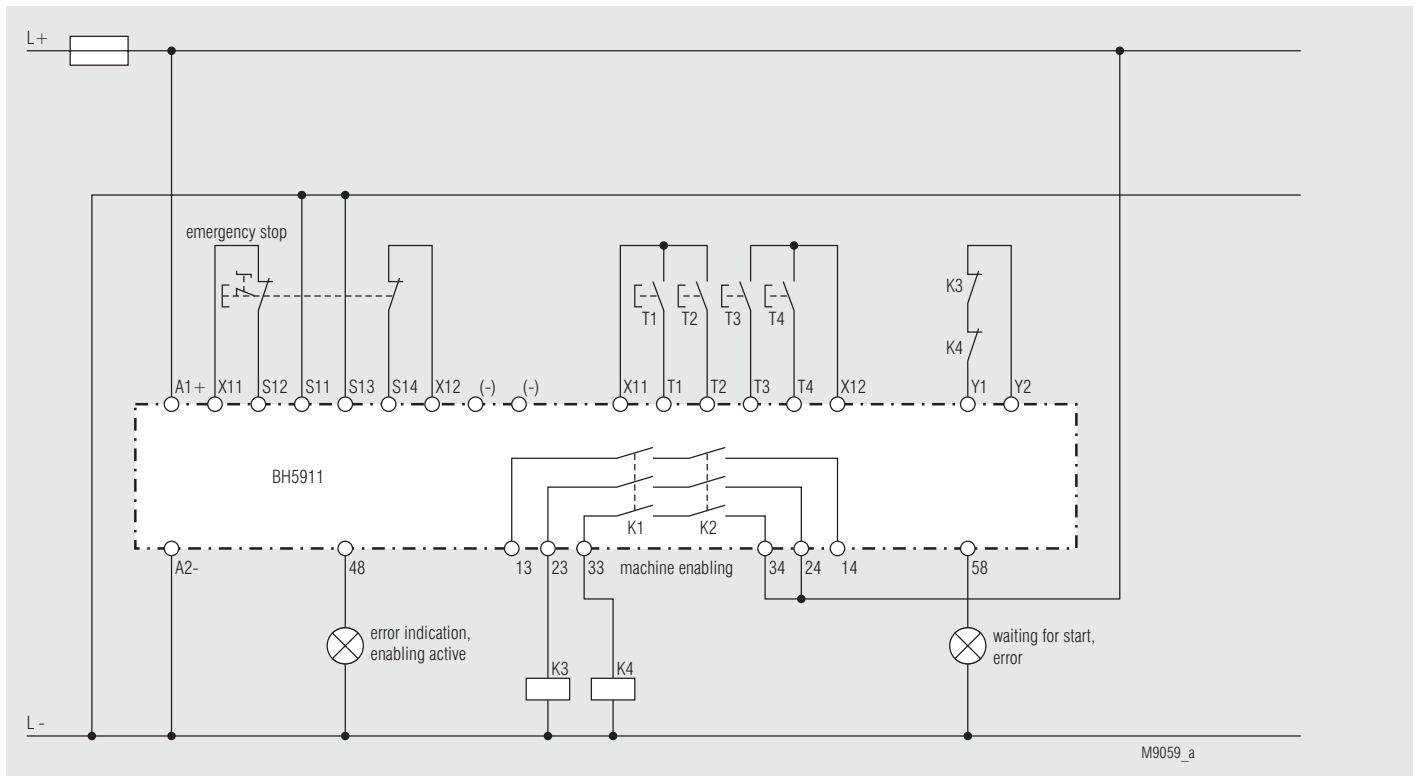 L+
emergency stop
T1 T2 T3 T4
K3
K4
A1+ X11 S12 S11 S13 S14 X12 (-) (-) X11 T1 T2 T3 T4 X12 Y1 Y2
BH5911
K1 K2
A2- 48 13 23 33 machine enabling 34 24 14 58
error indication,
enabling active
waiting for start,
error
K3 K4
L -
M9059_a